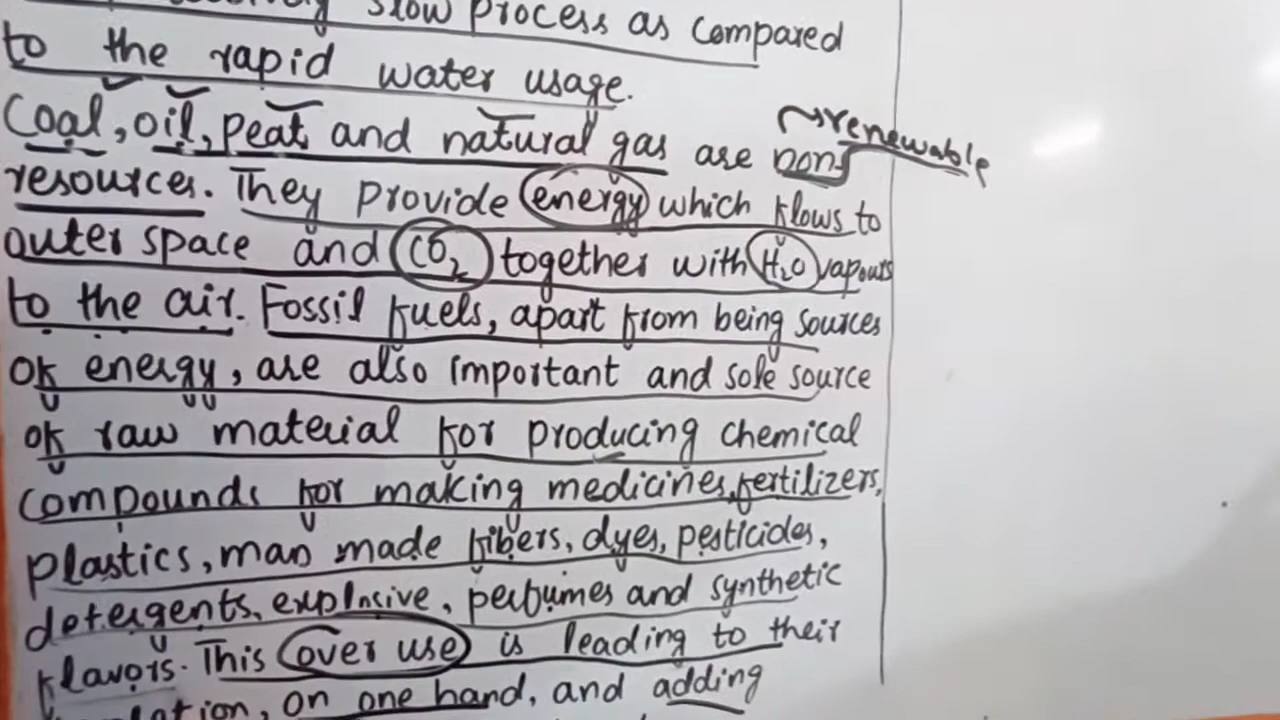 slow process as compared
to the rapid water usage.
Coal, oil, peat and natural gas are non ~renewable
resources. They provide energy which flows to
outer space and CO₂ together with H₂O vapours
to the air. Fossil fuels, apart from being sources
of energy, are also important and sole source
of raw material for producing chemical
compounds for making medicines, fertilizers,
plastics, man made fibers, dyes, pesticides,
detergents, explosive, perfumes and synthetic
flavors. This over use is leading to their
on one hand, and adding